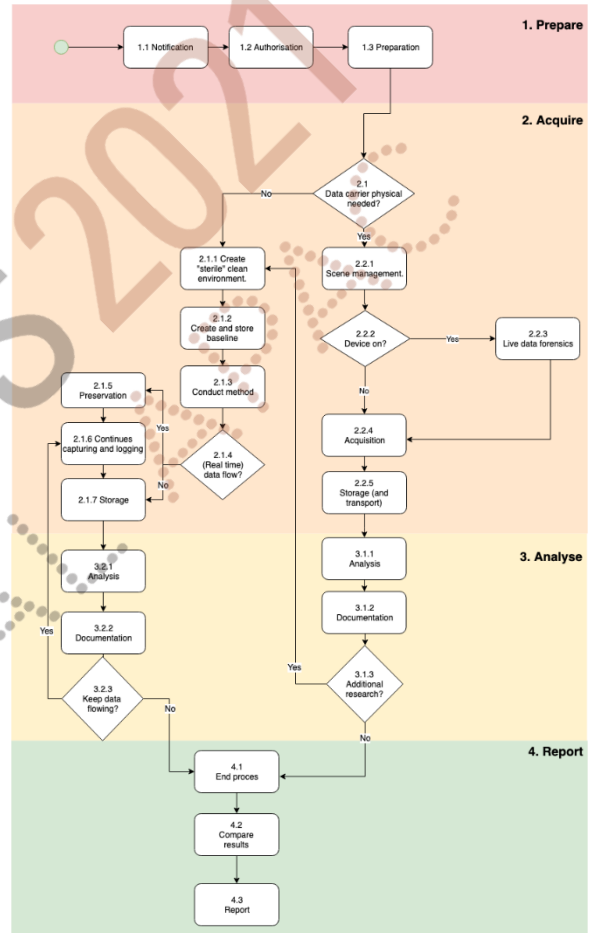 1. Prepare
1.1 Notification
1.2 Authorisation
1.3 Preparation
2. Acquire
2.1
Data carrier physical
needed?
No
Yes
2.1.1 Create
"sterile" clean
environment.
2.2.1
Scene management.
2.1.2
Create and store
baseline
2.2.2
Device on?
Yes
2.2.3
Live data forensics
No
2.1.3
Conduct method
2.1.5
Preservation
Yes
2.1.6 Continues
capturing and logging
2.1.4
(Real time)
data flow?
No
2.2.4
Acquisition
2.1.7 Storage
2.2.5
Storage (and
transport)
3. Analyse
3.2.1
Analysis
3.1.1
Analysis
3.2.2
Documentation
3.1.2
Documentation
Yes
Yes
3.2.3
Keep data
flowing?
3.1.3
Additional
research?
No
No
4. Report
4.1
End proces
4.2
Compare
results
4.3
Report
2021